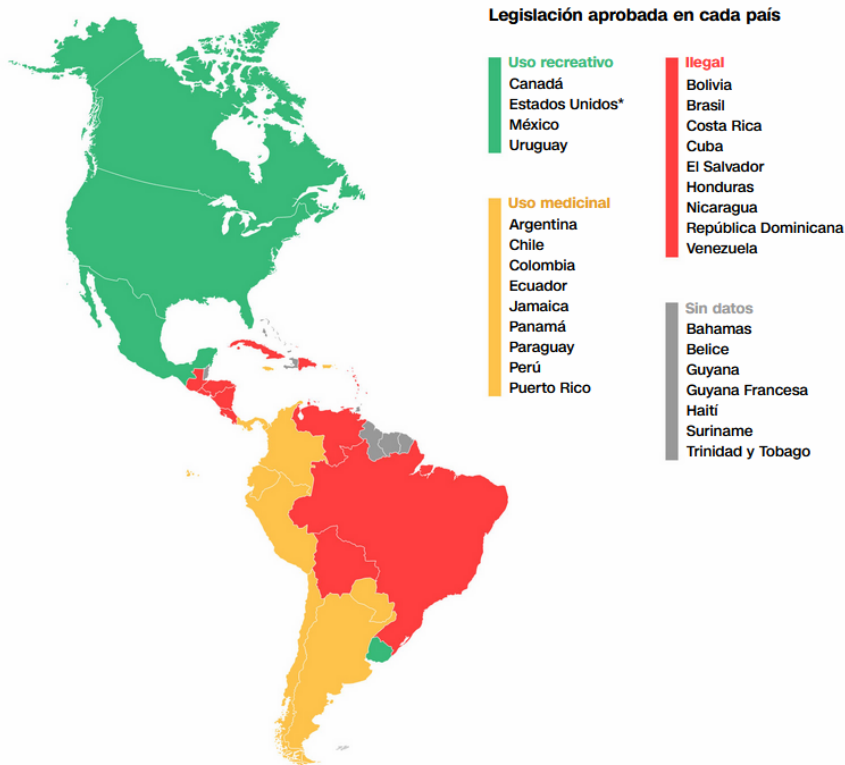 Legislación aprobada en cada país
Uso recreativo
Canadá
Estados Unidos*
México
Uruguay
Uso medicinal
Argentina
Chile
Colombia
Ecuador
Jamaica
Panamá
Paraguay
Perú
Puerto Rico
Ilegal
Bolivia
Brasil
Costa Rica
Cuba
El Salvador
Honduras
Nicaragua
República Dominicana
Venezuela
Sin datos
Bahamas
Belice
Guyana
Guyana Francesa
Haití
Suriname
Trinidad y Tobago